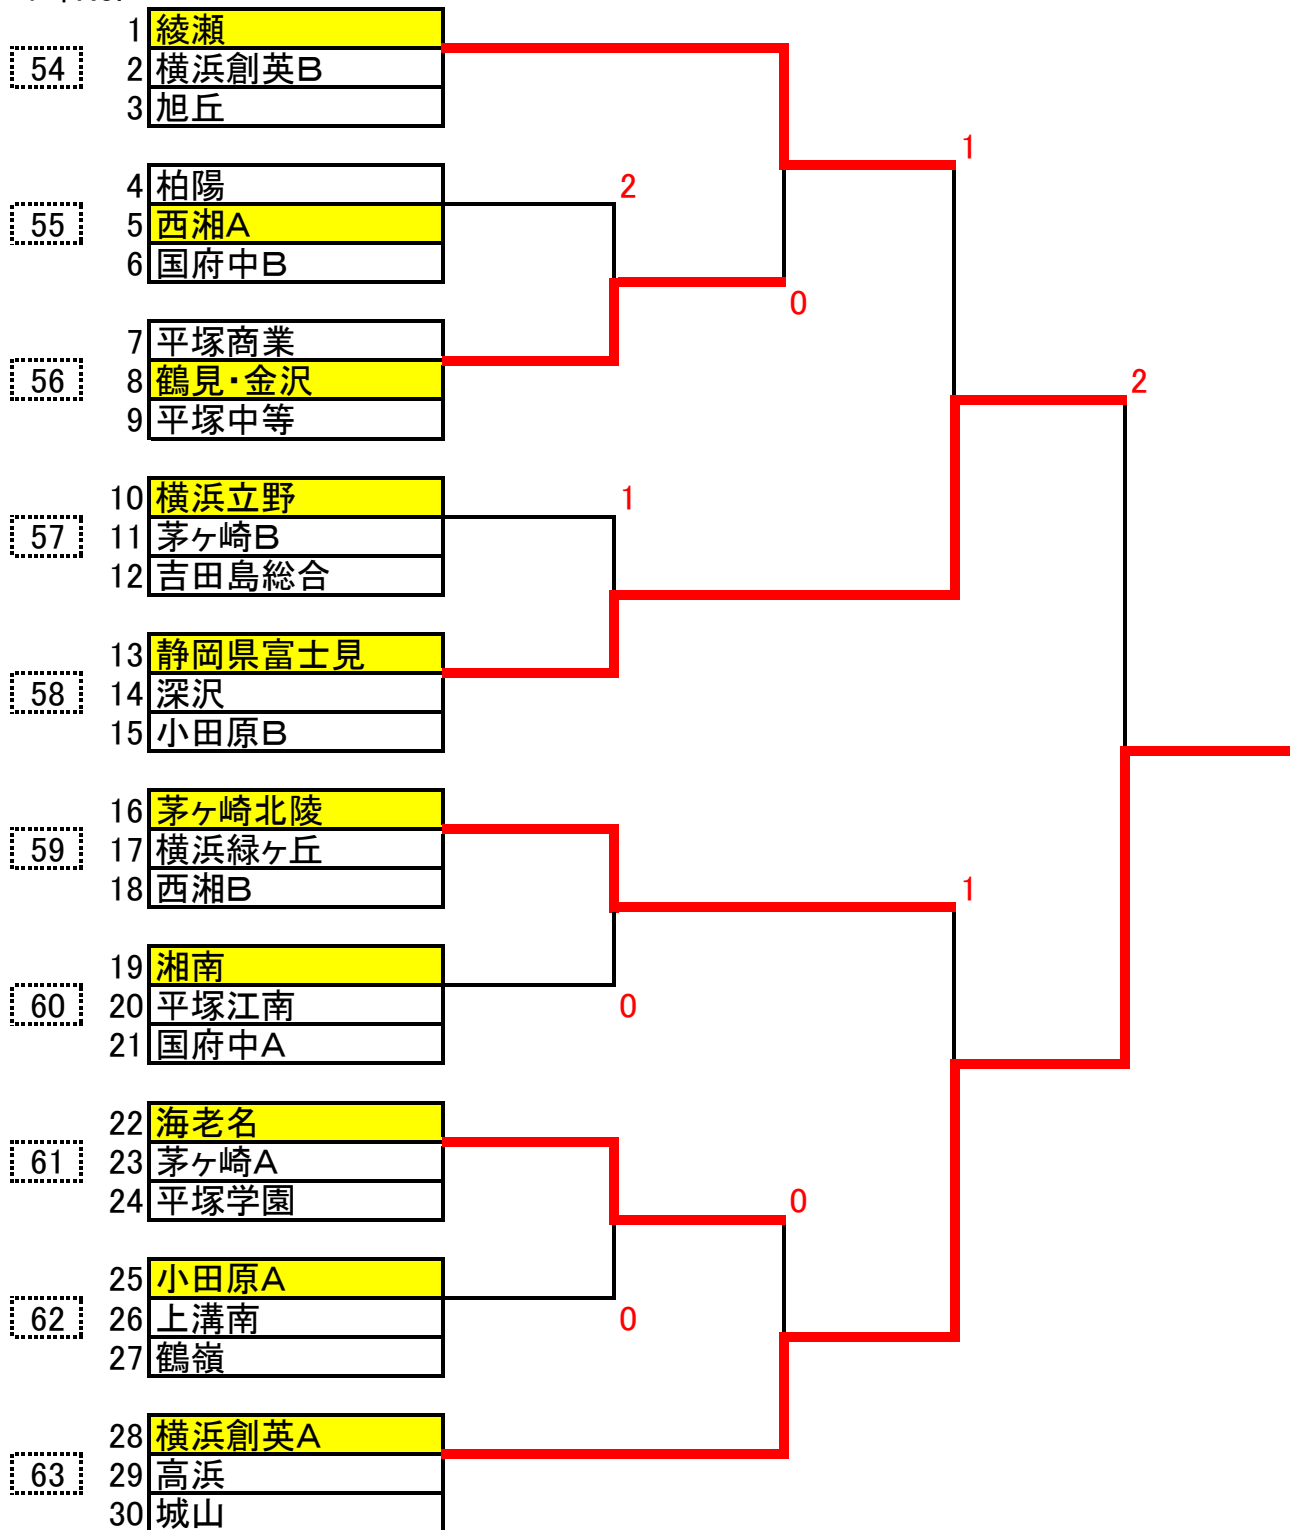 1 綾瀬
54 2 横浜創英B
3 旭丘
1
4 柏陽 2
55 5 西湘A
6 国府中B
0
7 平塚商業
56 8 鶴見・金沢 2
9 平塚中等
10 横浜立野 1
57 11 茅ヶ崎B
12 吉田島総合
13 静岡県富士見
58 14 深沢
15 小田原B
16 茅ヶ崎北陵
59 17 横浜緑ヶ丘
18 西湘B 1
19 湘南
60 20 平塚江南 0
21 国府中A
22 海老名
61 23 茅ヶ崎A
24 平塚学園 0
25 小田原A
62 26 上溝南 0
27 鶴嶺
28 横浜創英A
63 29 高浜
30 城山